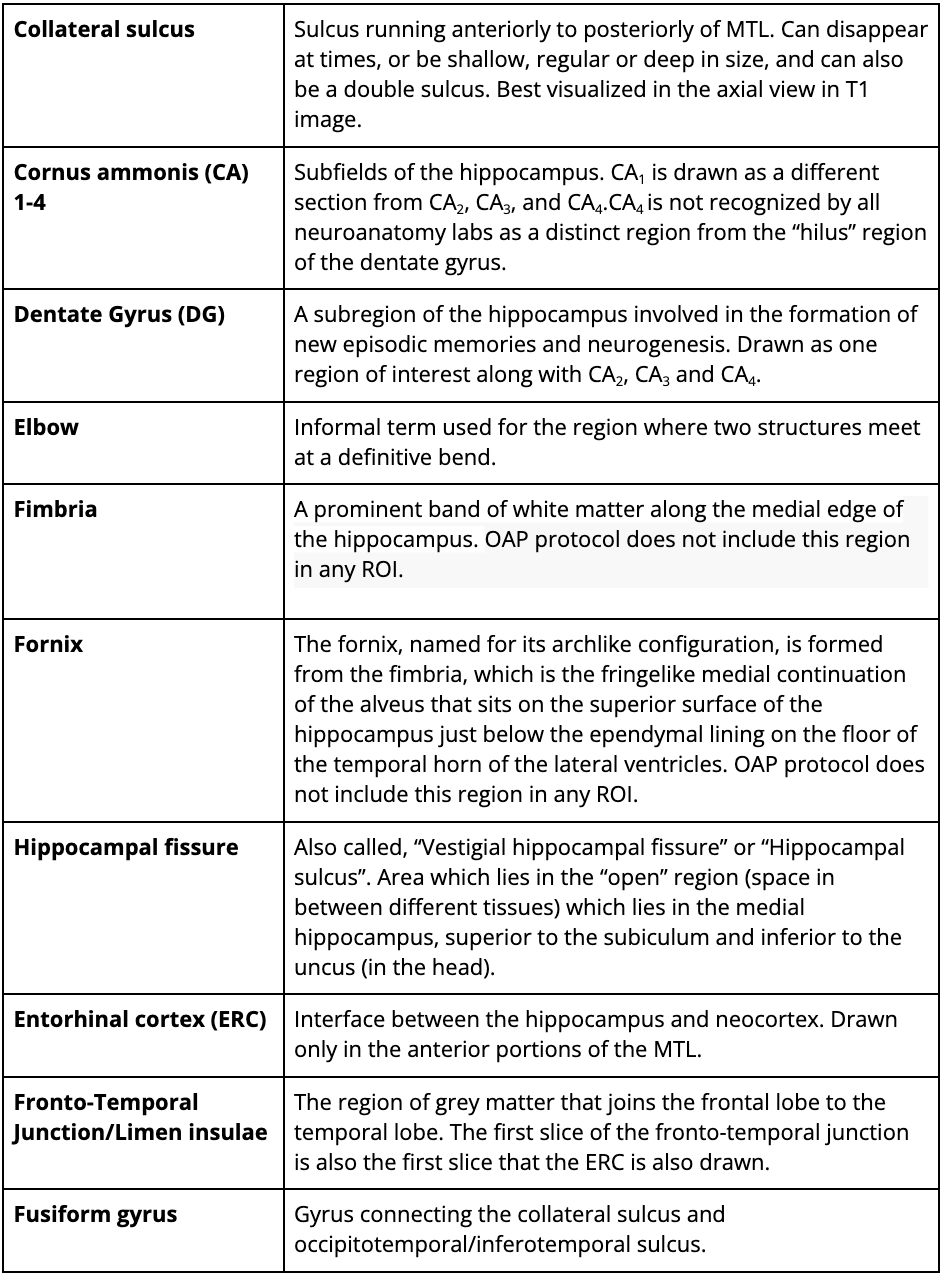 Collateral sulcus
Sulcus running anteriorly to posteriorly of MTL. Can disappear
at times, or be shallow, regular or deep in size, and can also
be a double sulcus. Best visualized in the axial view in T1
image.
Cornus ammonis (CA)
1-4
Subfields of the hippocampus. CA₁ is drawn as a different
section from CA₂, CA₃, and CA₄.CA₄ is not recognized by all
neuroanatomy labs as a distinct region from the “hilus” region
of the dentate gyrus.
Dentate Gyrus (DG)
A subregion of the hippocampus involved in the formation of
new episodic memories and neurogenesis. Drawn as one
region of interest along with CA₂, CA₃ and CA₄.
Elbow
Informal term used for the region where two structures meet
at a definitive bend.
Fimbria
A prominent band of white matter along the medial edge of
the hippocampus. OAP protocol does not include this region
in any ROI.
Fornix
The fornix, named for its archlike configuration, is formed
from the fimbria, which is the fringelike medial continuation
of the alveus that sits on the superior surface of the
hippocampus just below the ependymal lining on the floor of
the temporal horn of the lateral ventricles. OAP protocol does
not include this region in any ROI.
Hippocampal fissure
Also called, “Vestigial hippocampal fissure” or “Hippocampal
sulcus”. Area which lies in the “open” region (space in
between different tissues) which lies in the medial
hippocampus, superior to the subiculum and inferior to the
uncus (in the head).
Entorhinal cortex (ERC)
Interface between the hippocampus and neocortex. Drawn
only in the anterior portions of the MTL.
Fronto-Temporal
Junction/Limen insulae
The region of grey matter that joins the frontal lobe to the
temporal lobe. The first slice of the fronto-temporal junction
is also the first slice that the ERC is also drawn.
Fusiform gyrus
Gyrus connecting the collateral sulcus and
occipitotemporal/inferotemporal sulcus.